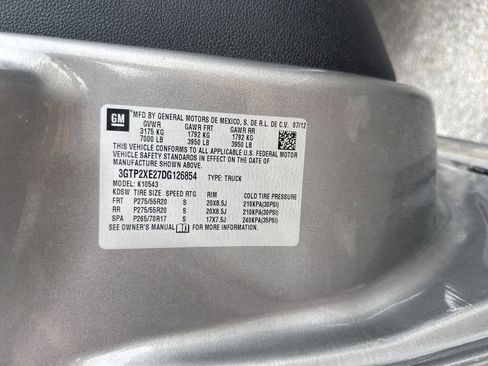 GM
MFD BY GENERAL MOTORS DE MEXICO, S. DE R.L. DE C.V. 07/12
GVWR GAWR FRT GAWR RR
3175 KG 1792 KG 1792 KG
7000 LB 3950 LB 3950 LB
THIS VEHICLE CONFORMS TO ALL APPLICABLE U.S. FEDERAL MOTOR
VEHICLE SAFETY STANDARDS IN EFFECT ON THE DATE OF
MANUFACTURE SHOWN ABOVE.
3GTP2XE27DG126854 TYPE: TRUCK
MODEL: K10543
KDSW TIRE SIZE SPEED RTG RIM COLD TIRE PRESSURE
FRT P275/55R20 S 20X8.5J 210KPA(30PSI)
RR P275/55R20 S 20X8.5J 210KPA(30PSI)
SPA P265/70R17 S 17X7.5J 240KPA(35PSI)
SEE OWNER'S MANUAL FOR MORE INFORMATION.